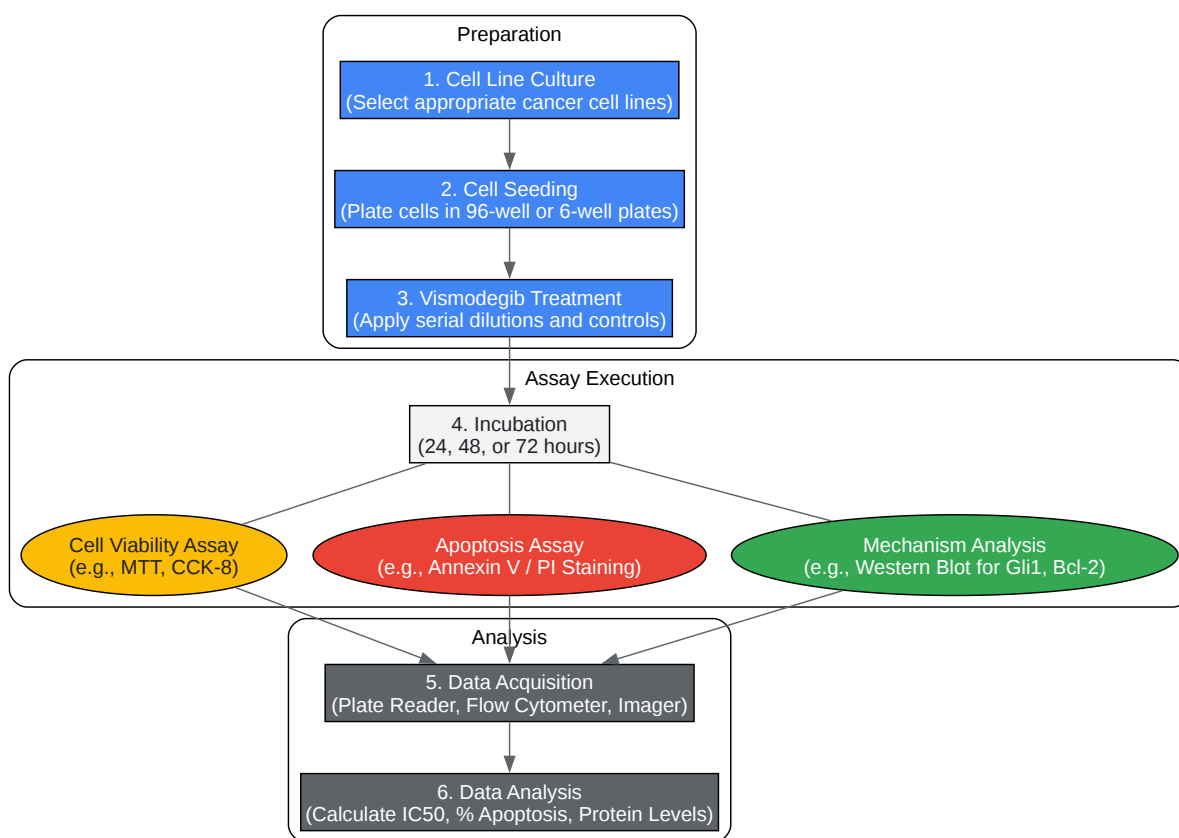 Preparation
1. Cell Line Culture
(Select appropriate cancer cell lines)
2. Cell Seeding
(Plate cells in 96-well or 6-well plates)
3. Vismodegib Treatment
(Apply serial dilutions and controls)
Assay Execution
4. Incubation
(24, 48, or 72 hours)
Cell Viability Assay
(e.g., MTT, CCK-8)
Apoptosis Assay
(e.g., Annexin V / PI Staining)
Mechanism Analysis
(e.g., Western Blot for Gli1, Bcl-2)
Analysis
5. Data Acquisition
(Plate Reader, Flow Cytometer, Imager)
6. Data Analysis
(Calculate IC50, % Apoptosis, Protein Levels)